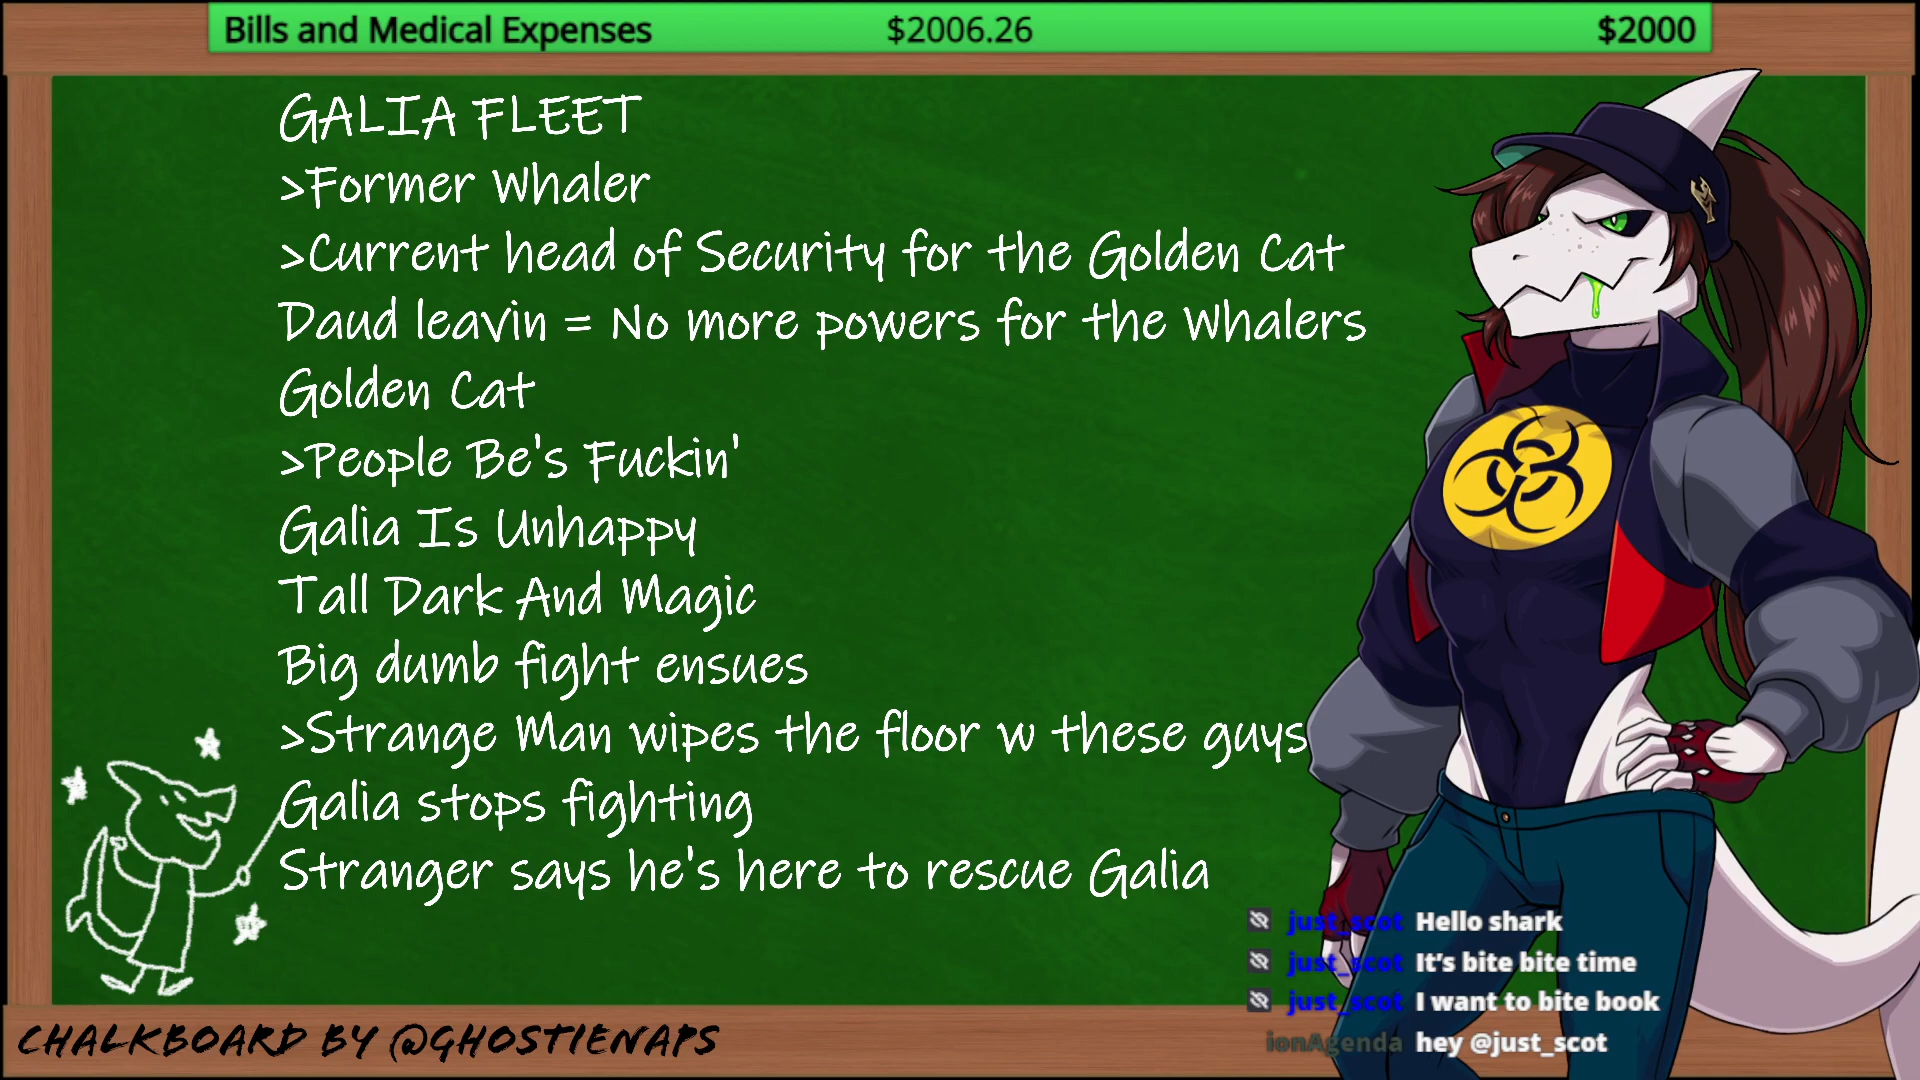 Bills and Medical Expenses $2006.26 $2000
GALIA FLEET
>Former Whaler
>Current head of Security for the Golden Cat
Daud leavin = No more powers for the Whalers
Golden Cat
>People Be's Fuckin'
Galia Is Unhappy
Tall Dark And Magic
Big dumb fight ensues
>Strange Man wipes the floor w these guys
Galia stops fighting
Stranger says he's here to rescue Galia
just_scot Hello shark
just_scot It's bite bite time
just_scot I want to bite book
ionAgenda hey @just_scot
CHALKBOARD BY @GHOSTIENAPS